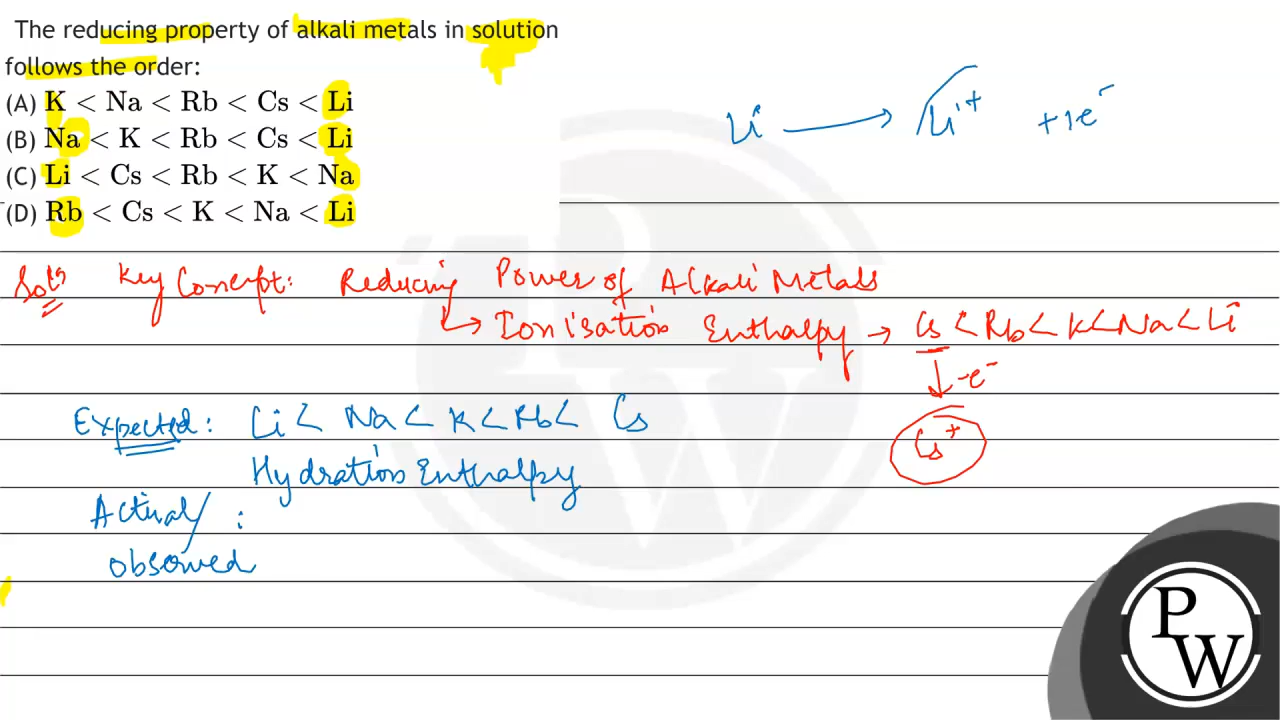 The reducing property of alkali metals in solution
follows the order:
(A) K < Na < Rb < Cs < Li
(B) Na < K < Rb < Cs < Li
(C) Li < Cs < Rb < K < Na
(D) Rb < Cs < K < Na < Li
Li → Li⁺ + 1e⁻
Solⁿ Key Concept: Reducing Power of Alkali Metals
↳ Ionisation Enthalpy → Cs < Rb < K < Na < Li
↓ -e⁻
Cs⁺
Expected: Li < Na < K < Rb < Cs
Hydration Enthalpy
Actual/ :
observed
P
W
P
W